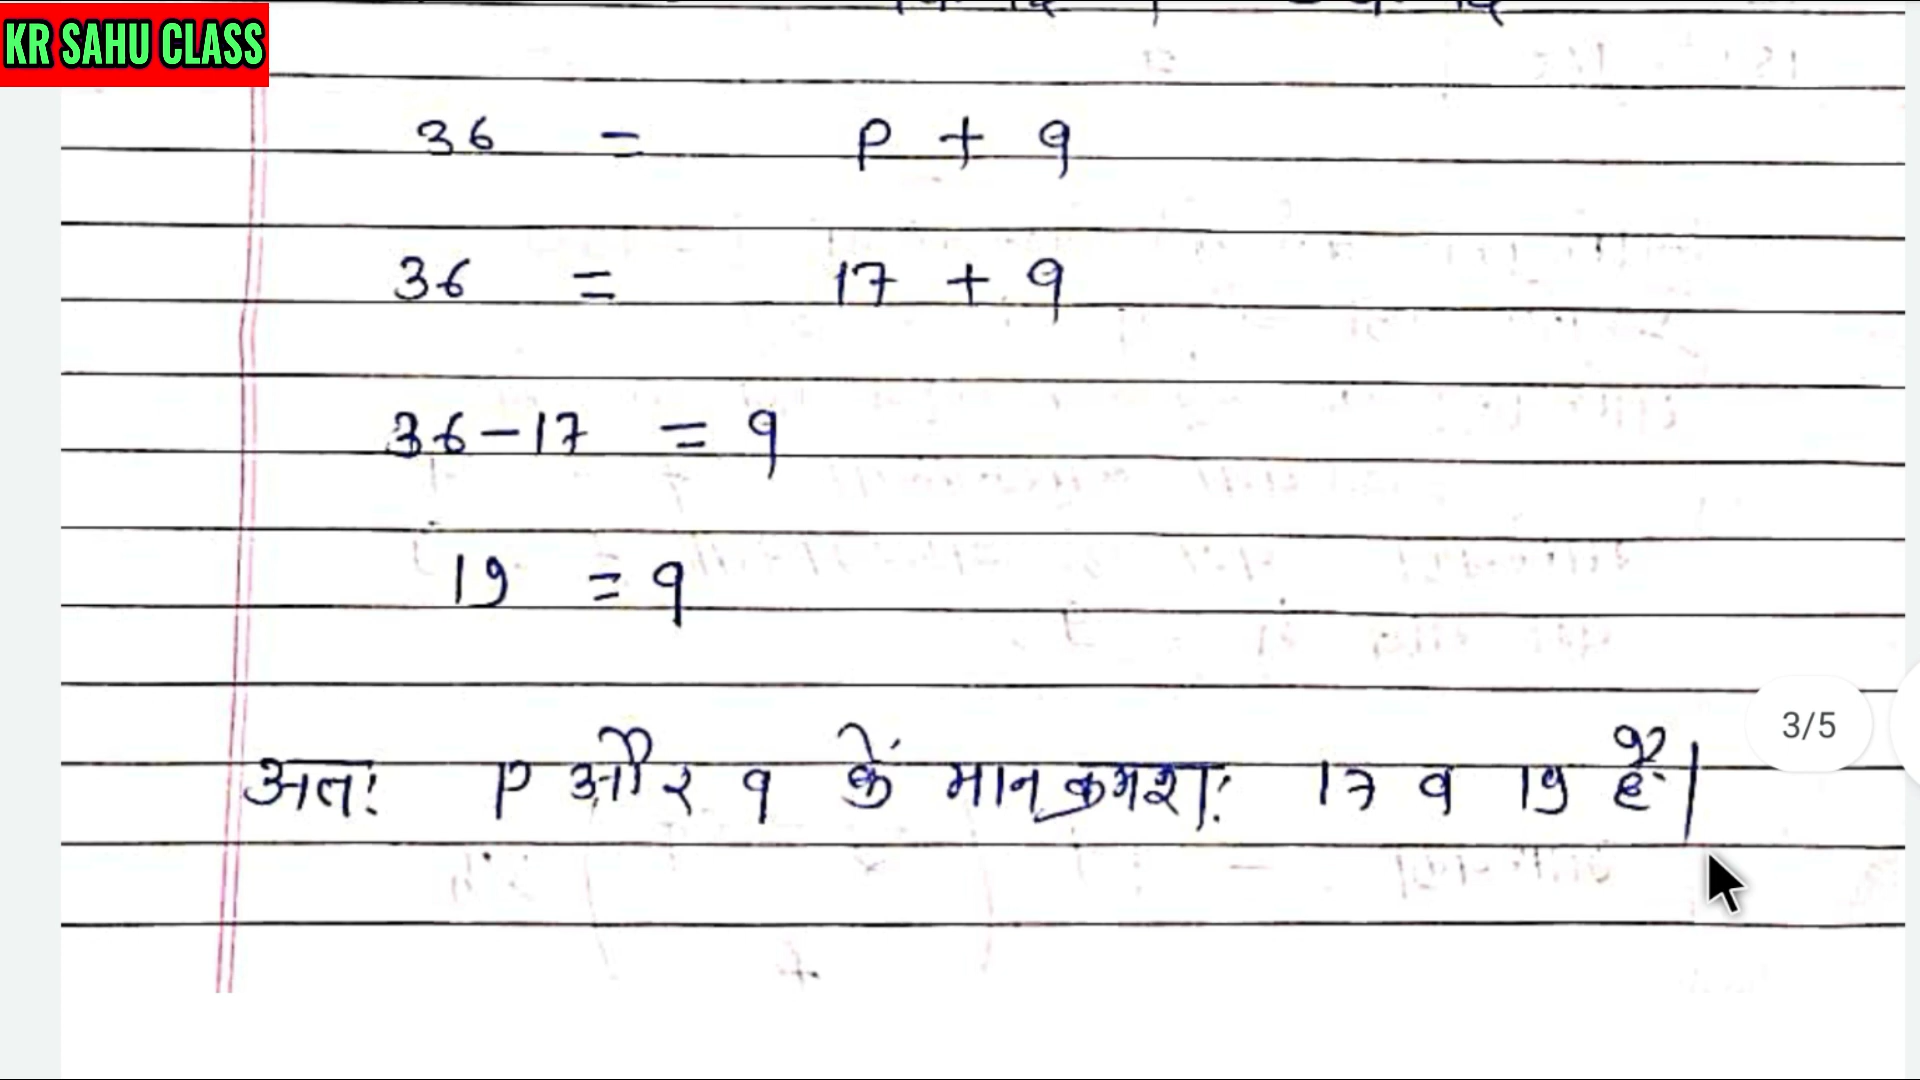 KR SAHU CLASS
36 = P + q
36 = 17 + q
36-17 = q
19 = q
3/5
अतः P और q के मान क्रमशः 17 व 19 हैं।